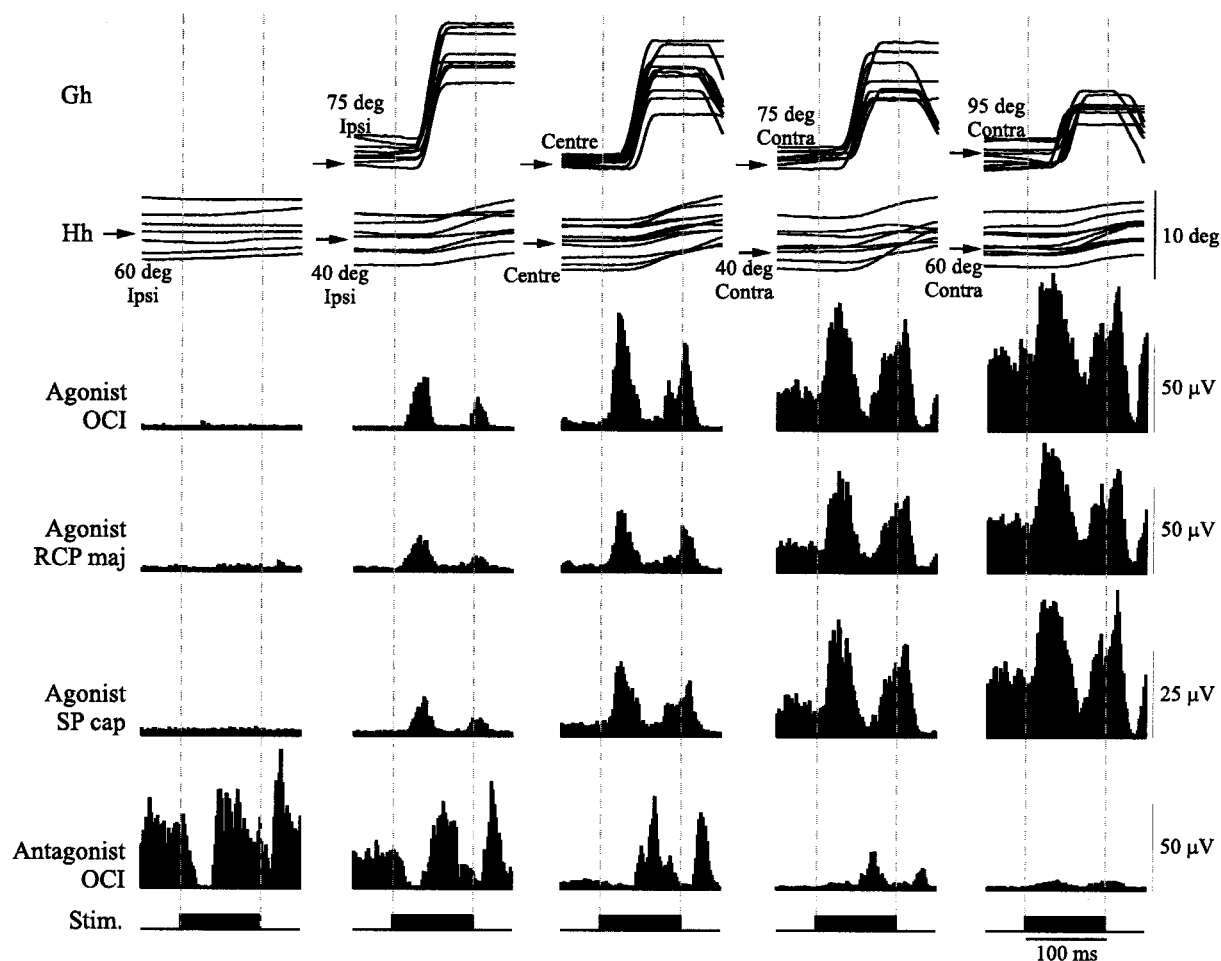 Gh
75 deg
Ipsi
Centre
75 deg
Contra
95 deg
Contra
Hh
60 deg
Ipsi
40 deg
Ipsi
Centre
40 deg
Contra
60 deg
Contra
10 deg
Agonist
OCI
50 μV
Agonist
RCP maj
50 μV
Agonist
SP cap
25 μV
Antagonist
OCI
50 μV
Stim.
100 ms